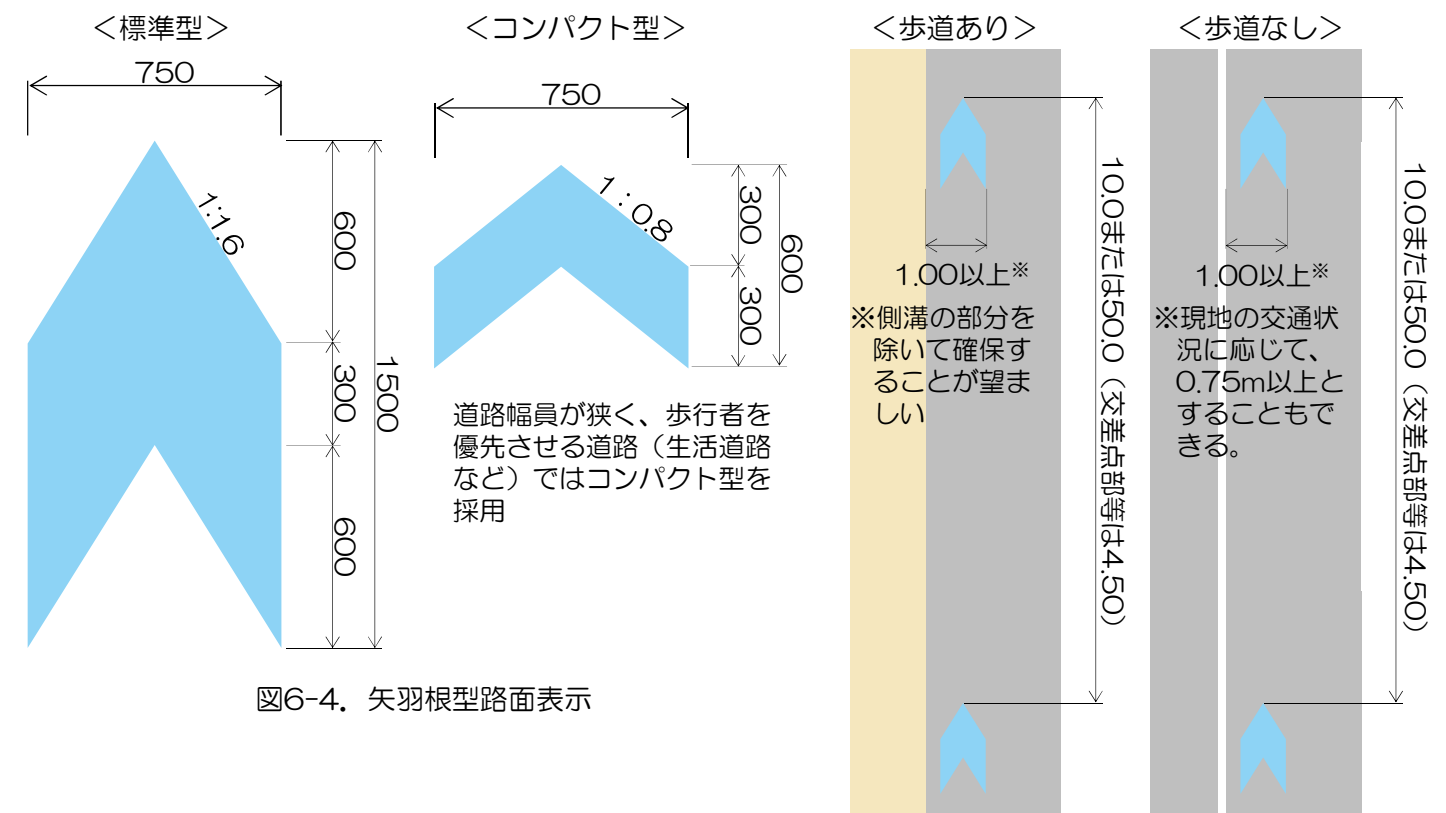 ＜標準型＞
750
1:1.6
600
300
600
1500
＜コンパクト型＞
750
1：0.8
300
300
600
道路幅員が狭く、歩行者を
優先させる道路（生活道路
など）ではコンパクト型を
採用
図6-4．矢羽根型路面表示
＜歩道あり＞
10.0または50.0（交差点部等は4.50）
1.00以上※
※側溝の部分を
除いて確保す
ることが望ま
しい
＜歩道なし＞
10.0または50.0（交差点部等は4.50）
1.00以上※
※現地の交通状
況に応じて、
0.75m以上と
することもで
きる。